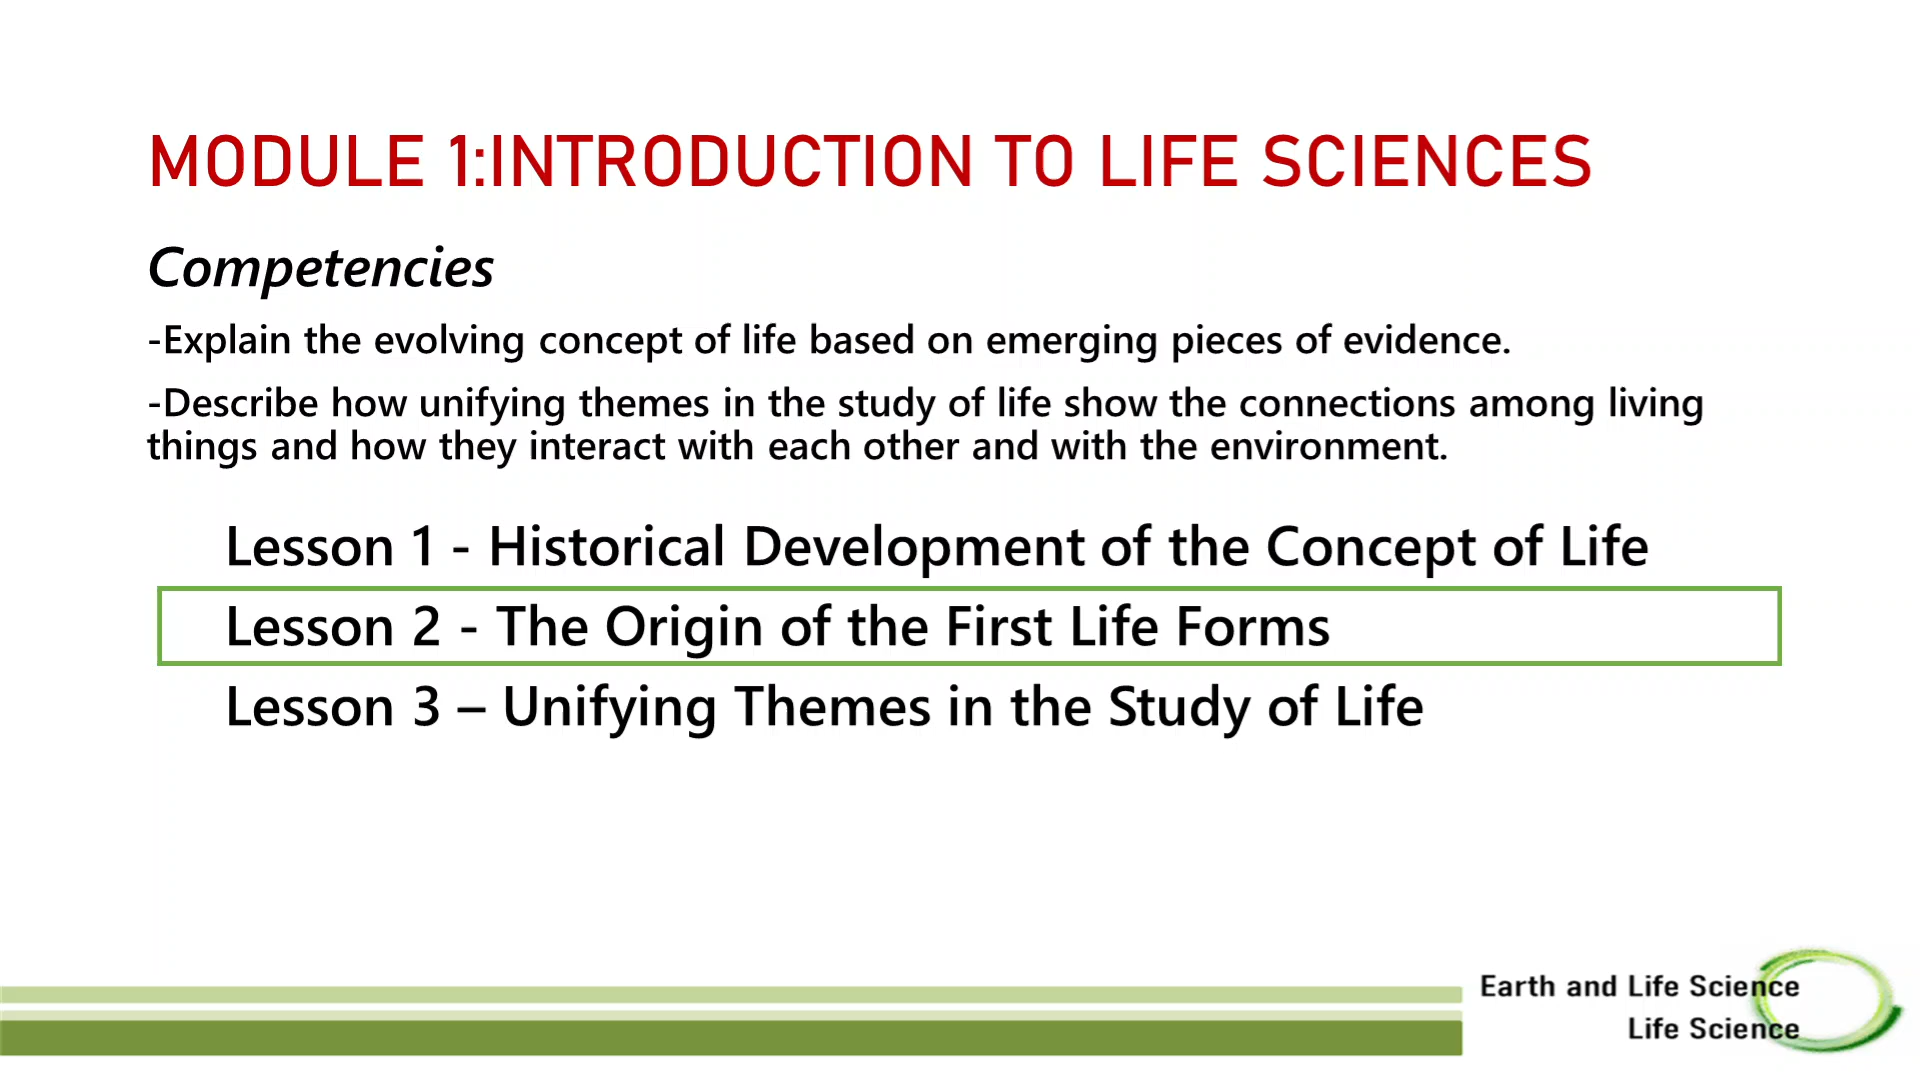 MODULE 1:INTRODUCTION TO LIFE SCIENCES
Competencies
-Explain the evolving concept of life based on emerging pieces of evidence.
-Describe how unifying themes in the study of life show the connections among living
things and how they interact with each other and with the environment.
Lesson 1 - Historical Development of the Concept of Life
Lesson 2 - The Origin of the First Life Forms
Lesson 3 – Unifying Themes in the Study of Life
Earth and Life Science
Life Science